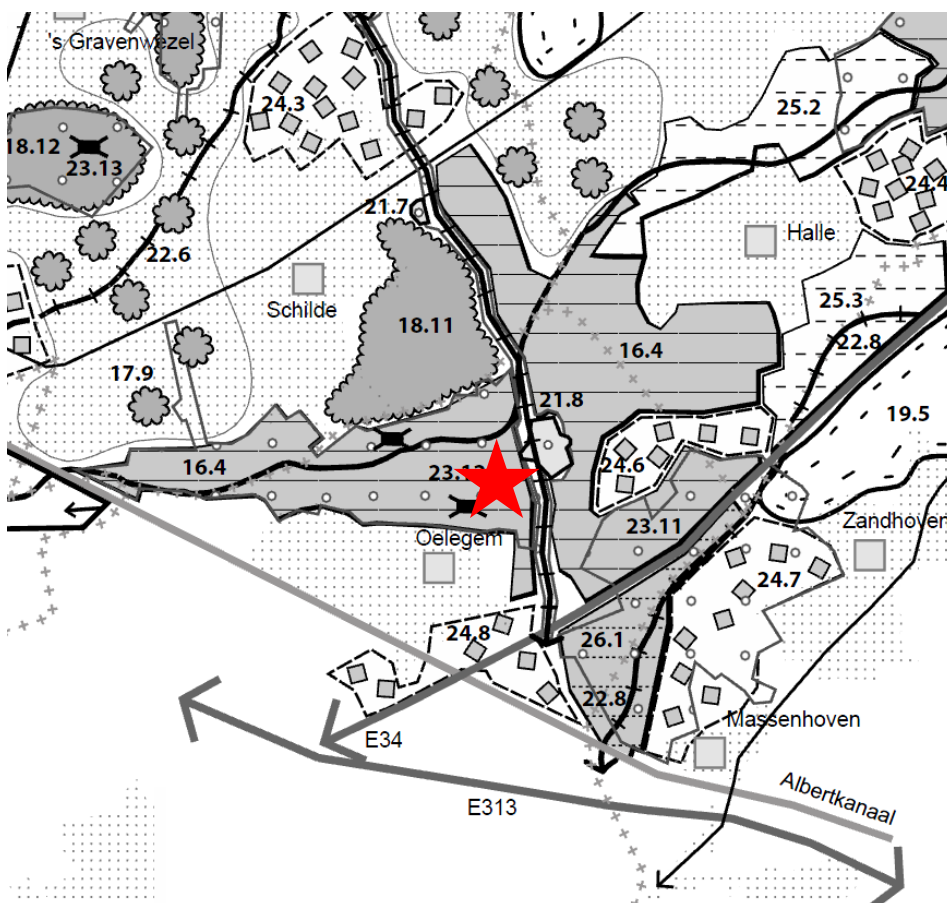 's Gravenwezel
24.3
25.2
18.12
23.13
24.4
21.7
Halle
22.6
Schilde
25.3
18.11
16.4
22.8
17.9
21.8
19.5
16.4
24.6
23.11
Zandhoven
Oelegem
24.7
24.8
26.1
22.8
Massenhoven
E34
Albertkanaal
E313